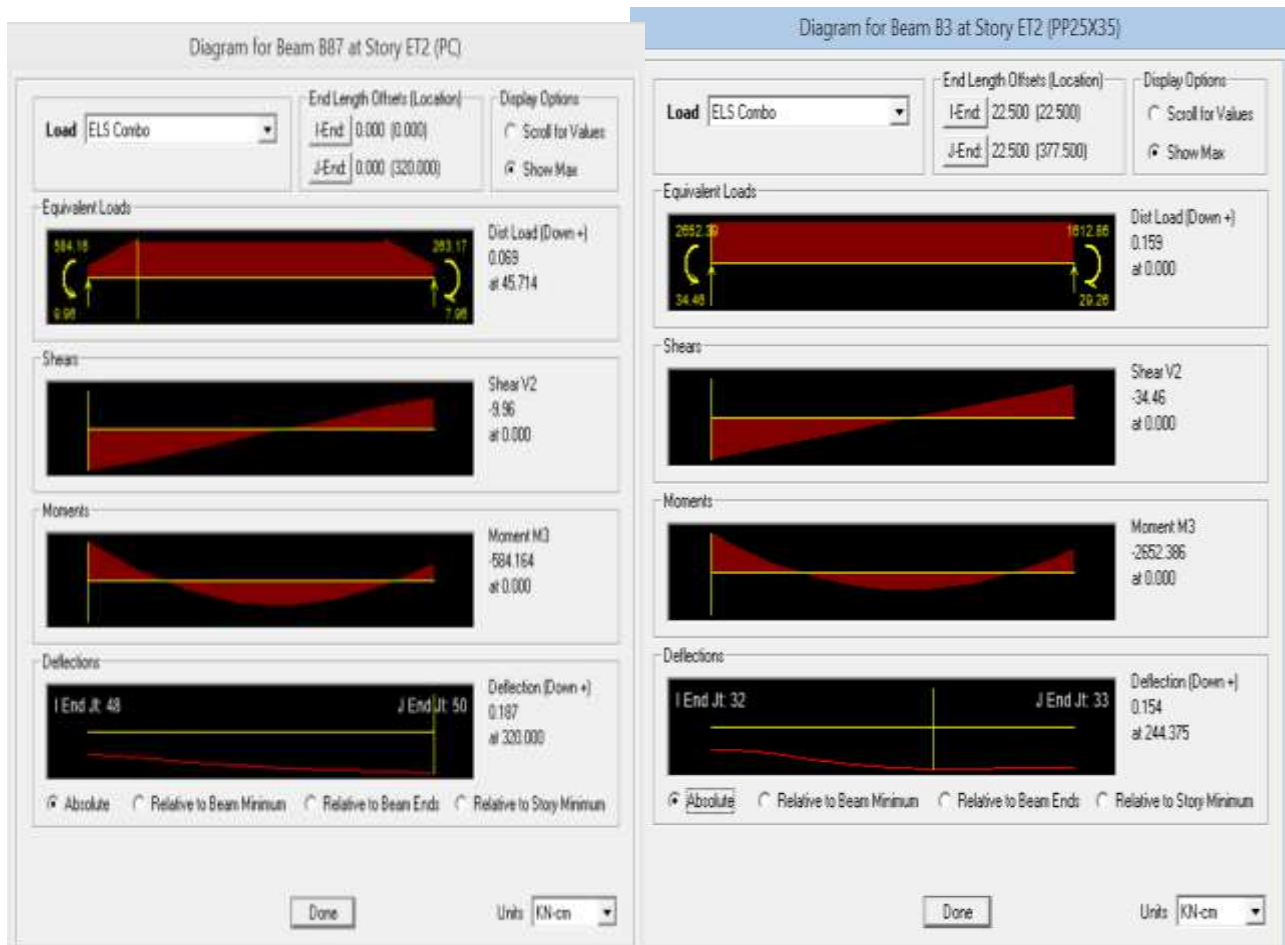 Diagram for Beam B87 at Story ET2 (PC)
Load ELS Combo
End Length Offsets (Location)
I-End: 0.000 (0.000)
J-End: 0.000 (320.000)
Display Options
Scroll for Values
Show Max
Equivalent Loads
584.16
263.17
9.96
7.96
Dist Load (Down +)
0.069
at 45.714
Shears
Shear V2
-9.96
at 0.000
Moments
Moment M3
-584.164
at 0.000
Deflections
I End Jt: 48
J End Jt: 50
Deflection (Down +)
0.187
at 320.000
Absolute Relative to Beam Minimum Relative to Beam Ends Relative to Story Minimum
Done
Units KN-cm
Diagram for Beam B3 at Story ET2 (PP25X35)
Load ELS Combo
End Length Offsets (Location)
I-End: 22.500 (22.500)
J-End: 22.500 (377.500)
Display Options
Scroll for Values
Show Max
Equivalent Loads
2652.39
1612.86
34.46
29.26
Dist Load (Down +)
0.159
at 0.000
Shears
Shear V2
-34.46
at 0.000
Moments
Moment M3
-2652.386
at 0.000
Deflections
I End Jt: 32
J End Jt: 33
Deflection (Down +)
0.154
at 244.375
Absolute Relative to Beam Minimum Relative to Beam Ends Relative to Story Minimum
Done
Units KN-cm